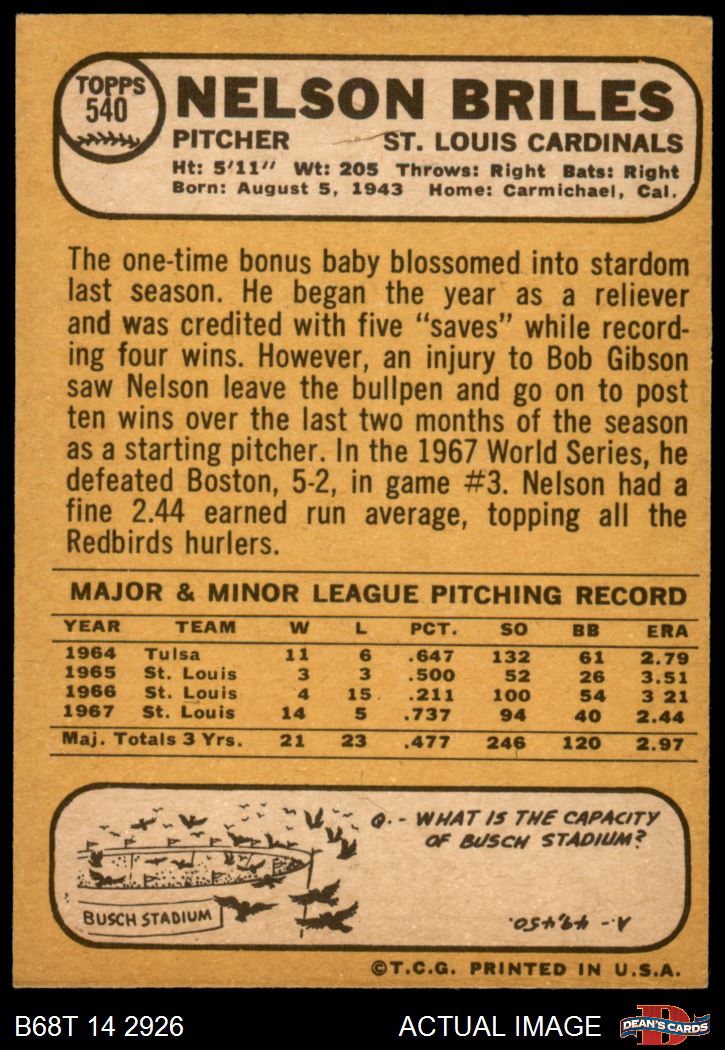 TOPPS
540
NELSON BRILES
PITCHER ST. LOUIS CARDINALS
Ht: 5'11" Wt: 205 Throws: Right Bats: Right
Born: August 5, 1943 Home: Carmichael, Cal.
The one-time bonus baby blossomed into stardom
last season. He began the year as a reliever
and was credited with five "saves" while record-
ing four wins. However, an injury to Bob Gibson
saw Nelson leave the bullpen and go on to post
ten wins over the last two months of the season
as a starting pitcher. In the 1967 World Series, he
defeated Boston, 5-2, in game #3. Nelson had a
fine 2.44 earned run average, topping all the
Redbirds hurlers.
MAJOR & MINOR LEAGUE PITCHING RECORD
YEAR TEAM W L PCT. SO BB ERA
1964 Tulsa 11 6 .647 132 61 2.79
1965 St. Louis 3 3 .500 52 26 3.51
1966 St. Louis 4 15 .211 100 54 3 21
1967 St. Louis 14 5 .737 94 40 2.44
Maj. Totals 3 Yrs. 21 23 .477 246 120 2.97
Q.- WHAT IS THE CAPACITY
OF BUSCH STADIUM?
BUSCH STADIUM
A.- 49,450.
©T.C.G. PRINTED IN U.S.A.
B68T 14 2926 ACTUAL IMAGE D DEAN'S CARDS